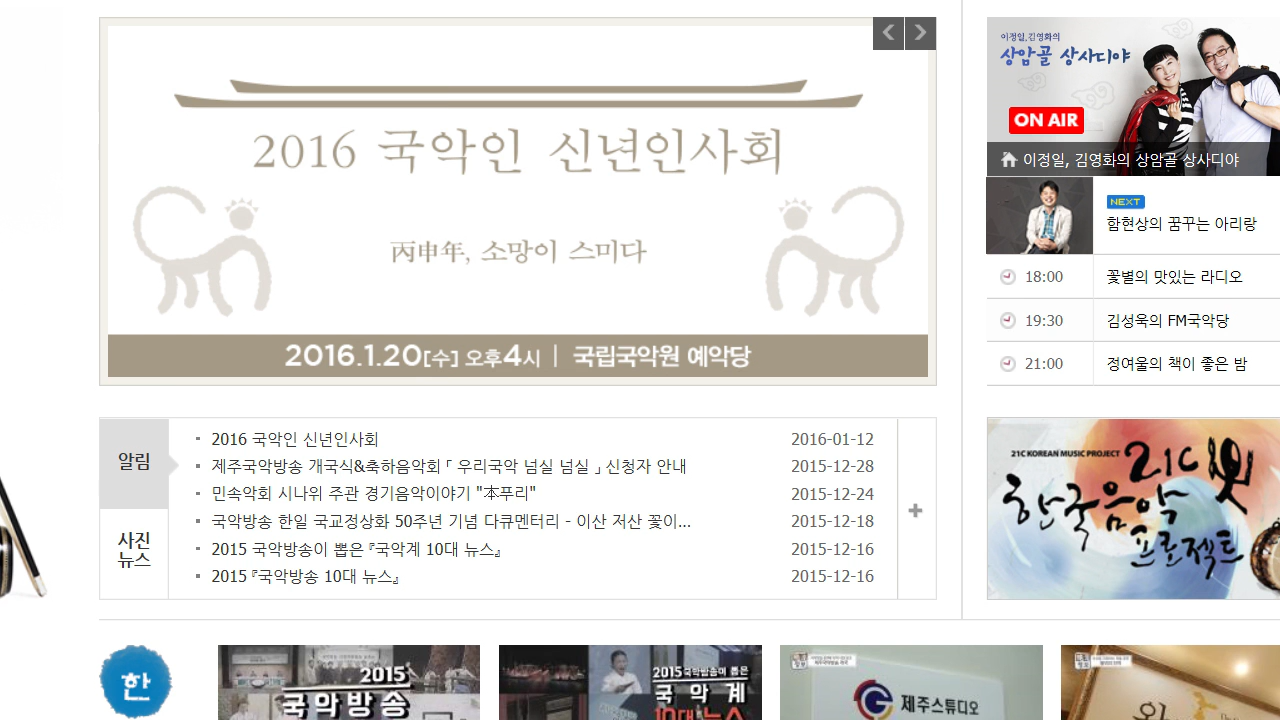 2016 국악인 신년인사회
丙申年, 소망이 스미다
2016.1.20[수] 오후4시 | 국립국악원 예악당
이정일,김영화의
상암골 상사디야
ON AIR
이정일, 김영화의 상암골 상사디야
NEXT
함현상의 꿈꾸는 아리랑
18:00 꽃별의 맛있는 라디오
19:30 김성욱의 FM국악당
21:00 정여울의 책이 좋은 밤
알림
사진
뉴스
2016 국악인 신년인사회 2016-01-12
제주국악방송 개국식&축하음악회「 우리국악 넘실 넘실 」신청자 안내 2015-12-28
민속악회 시나위 주관 경기음악이야기 "本푸리" 2015-12-24
국악방송 한일 국교정상화 50주년 기념 다큐멘터리 - 이산 저산 꽃이... 2015-12-18
2015 국악방송이 뽑은 『국악계 10대 뉴스』 2015-12-16
2015 『국악방송 10대 뉴스』 2015-12-16
21C KOREAN MUSIC PROJECT
21C
한국음악
프로젝트
한
2015
국악방송
2015국악방송이 뽑은
국악계
10대 뉴스
제주스튜디오